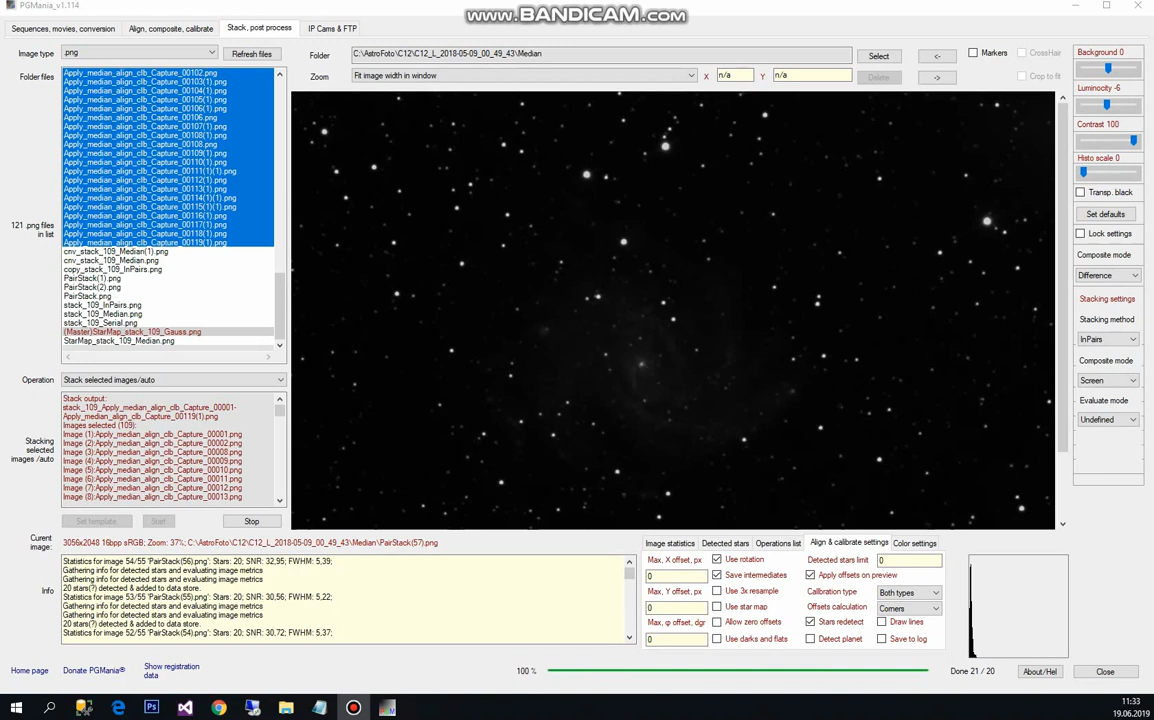 PGMania_v1.114
www.BANDICAM.com
Sequences, movies, conversion
Align, composite, calibrate
Stack, post process
IP Cams & FTP
Image type
.png
Refresh files
Folder
C:\AstroFoto\C12\C12_L_2018-05-09_00_49_43\Median
Select
<-
Markers
CrossHair
Zoom
Fit image width in window
X
n/a
Y
n/a
Delete
->
Crop to fit
Folder files
121 .png files
in list
Apply_median_align_clb_Capture_00102.png
Apply_median_align_clb_Capture_00103(1).png
Apply_median_align_clb_Capture_00104(1).png
Apply_median_align_clb_Capture_00105(1).png
Apply_median_align_clb_Capture_00106(1).png
Apply_median_align_clb_Capture_00106.png
Apply_median_align_clb_Capture_00107(1).png
Apply_median_align_clb_Capture_00108(1).png
Apply_median_align_clb_Capture_00108.png
Apply_median_align_clb_Capture_00109(1).png
Apply_median_align_clb_Capture_00110(1).png
Apply_median_align_clb_Capture_00111(1)(1).png
Apply_median_align_clb_Capture_00112(1).png
Apply_median_align_clb_Capture_00113(1).png
Apply_median_align_clb_Capture_00114(1)(1).png
Apply_median_align_clb_Capture_00115(1)(1).png
Apply_median_align_clb_Capture_00116(1).png
Apply_median_align_clb_Capture_00117(1).png
Apply_median_align_clb_Capture_00118(1).png
Apply_median_align_clb_Capture_00119(1).png
cnv_stack_109_Median(1).png
cnv_stack_109_Median.png
copy_stack_109_InPairs.png
PairStack(1).png
PairStack(2).png
PairStack.png
stack_109_InPairs.png
stack_109_Median.png
stack_109_Serial.png
(Master)StarMap_stack_109_Gauss.png
StarMap_stack_109_Median.png
Operation
Stack selected images/auto
Stacking
selected
images /auto
Stack output:
stack_109_Apply_median_align_clb_Capture_00001-
Apply_median_align_clb_Capture_00119(1).png
Images selected (109):
Image (1):Apply_median_align_clb_Capture_00001.png
Image (2):Apply_median_align_clb_Capture_00002.png
Image (3):Apply_median_align_clb_Capture_00008.png
Image (4):Apply_median_align_clb_Capture_00009.png
Image (5):Apply_median_align_clb_Capture_00010.png
Image (6):Apply_median_align_clb_Capture_00011.png
Image (7):Apply_median_align_clb_Capture_00012.png
Image (8):Apply_median_align_clb_Capture_00013.png
Set template
Start
Stop
Background 0
Luminosity -6
Contrast 100
Histo scale 0
Transp. black
Set defaults
Lock settings
Composite mode
Difference
Stacking settings
Stacking method
InPairs
Composite mode
Screen
Evaluate mode
Undefined
Curent
image:
3056x2048 16bpp sRGB; Zoom: 37%; C:\AstroFoto\C12\C12_L_2018-05-09_00_49_43\Median\PairStack(57).png
Info
Statistics for image 54/55 'PairStack(56).png': Stars: 20; SNR: 32,95; FWHM: 5,39;
Gathering info for detected stars and evaluating image metrics
20 stars(?) detected & added to data store.
Statistics for image 53/55 'PairStack(55).png': Stars: 20; SNR: 30,56; FWHM: 5,22;
Gathering info for detected stars and evaluating image metrics
20 stars(?) detected & added to data store.
Statistics for image 52/55 'PairStack(54).png': Stars: 20; SNR: 30,72; FWHM: 5,37;
Image statistics
Detected stars
Operations list
Align & calibrate settings
Color settings
Max, X offset, px
0
Max, Y offset, px
0
Max, φ offset, dgr
0
Use rotation
Save intermediates
Use 3x resample
Use star map
Allow zero offsets
Use darks and flats
Detected stars limit
0
Apply offsets on preview
Calibration type
Both types
Offsets calculation
Corners
Stars redetect
Draw lines
Detect planet
Save to log
Home page
Donate PGMania®
Show registration
data
100 %
Done 21 / 20
About/Hel
Close
11:33
19.06.2019